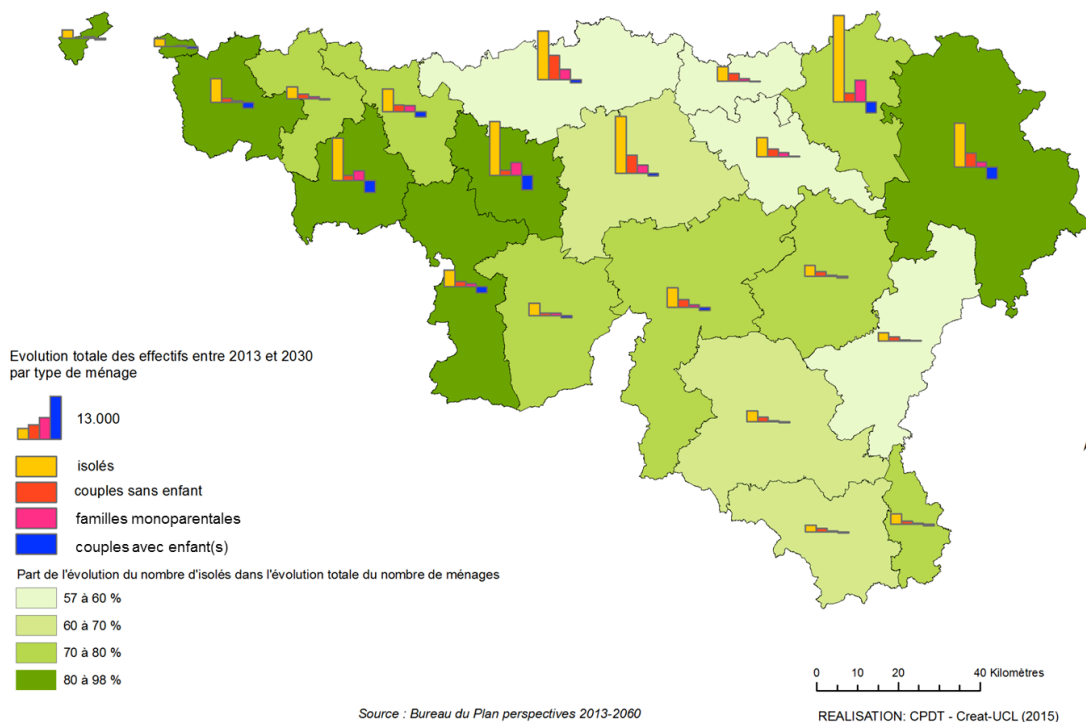 Evolution totale des effectifs entre 2013 et 2030
par type de ménage
13.000
isolés
couples sans enfant
familles monoparentales
couples avec enfant(s)
Part de l'évolution du nombre d'isolés dans l'évolution totale du nombre de ménages
57 à 60 %
60 à 70 %
70 à 80 %
80 à 98 %
0 10 20 40 Kilomètres
Source : Bureau du Plan perspectives 2013-2060
REALISATION: CPDT - Creat-UCL (2015)